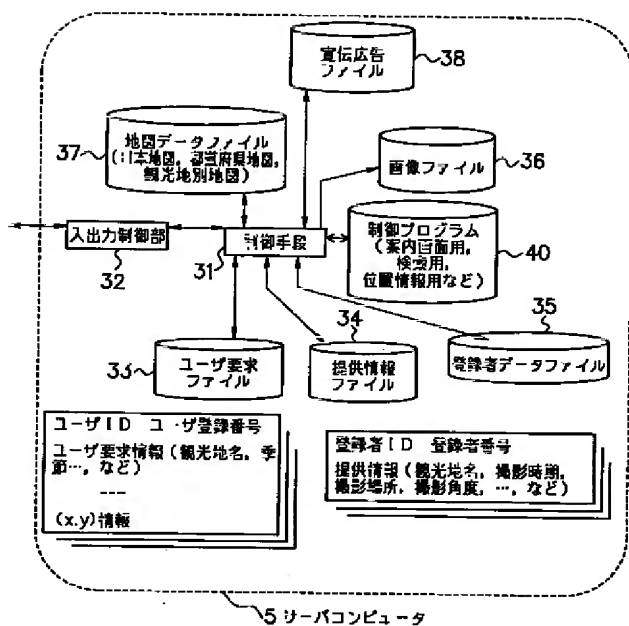 宣伝広告
ファイル
38
地図データファイル
(日本地図，都道府県地図，
観光地別地図)
37
画像ファイル
36
入出力制御部
32
制御手段
31
制御プログラム
(案内画面用，
検索用，
位置情報用など)
40
33
ユーザ要求
ファイル
34
提供情報
ファイル
35
登録者データファイル
ユーザID ユーザ登録番号
ユーザ要求情報 (観光地名，季
節…，など)
---
(x.y)情報
登録者ID 登録者番号
提供情報 (観光地名，撮影時期，
撮影場所，撮影角度，…，など)
5 サーバコンピュータ